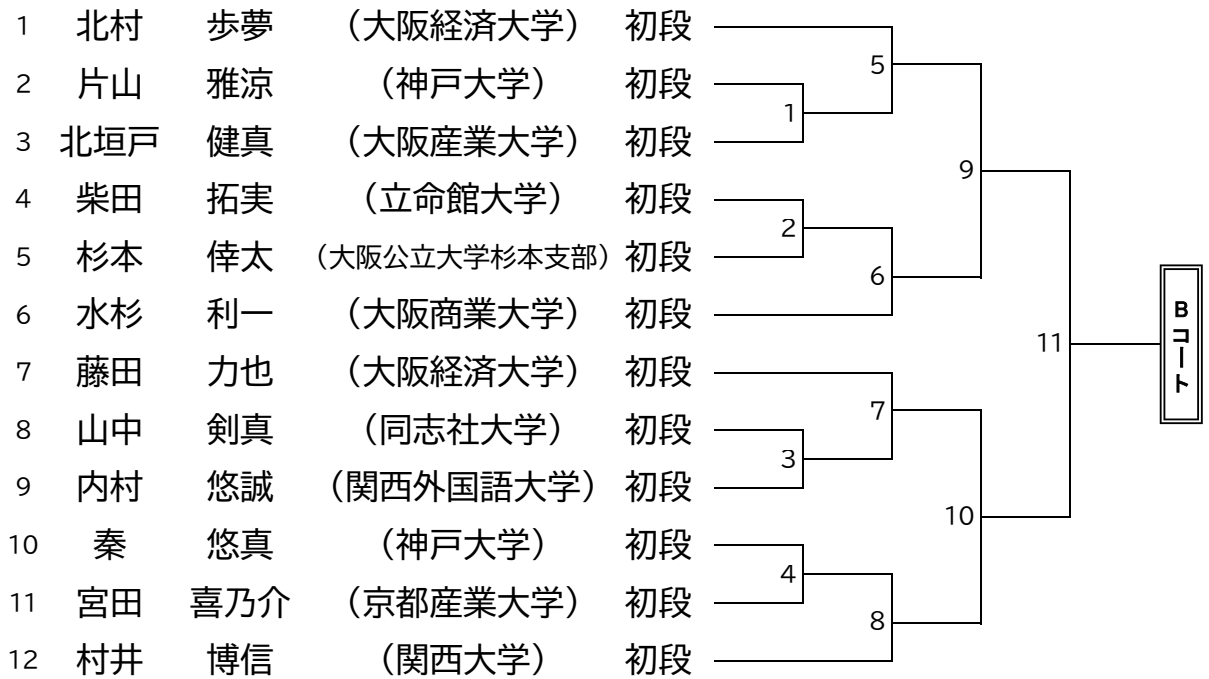 1 北村 歩夢 （大阪経済大学） 初段
2 片山 雅涼 （神戸大学） 初段
3 北垣戸 健真 （大阪産業大学） 初段
4 柴田 拓実 （立命館大学） 初段
5 杉本 倖太 （大阪公立大学杉本支部） 初段
6 水杉 利一 （大阪商業大学） 初段
7 藤田 力也 （大阪経済大学） 初段
8 山中 剣真 （同志社大学） 初段
9 内村 悠誠 （関西外国語大学） 初段
10 秦 悠真 （神戸大学） 初段
11 宮田 喜乃介 （京都産業大学） 初段
12 村井 博信 （関西大学） 初段
1
2
3
4
5
6
7
8
9
10
11
Bコート